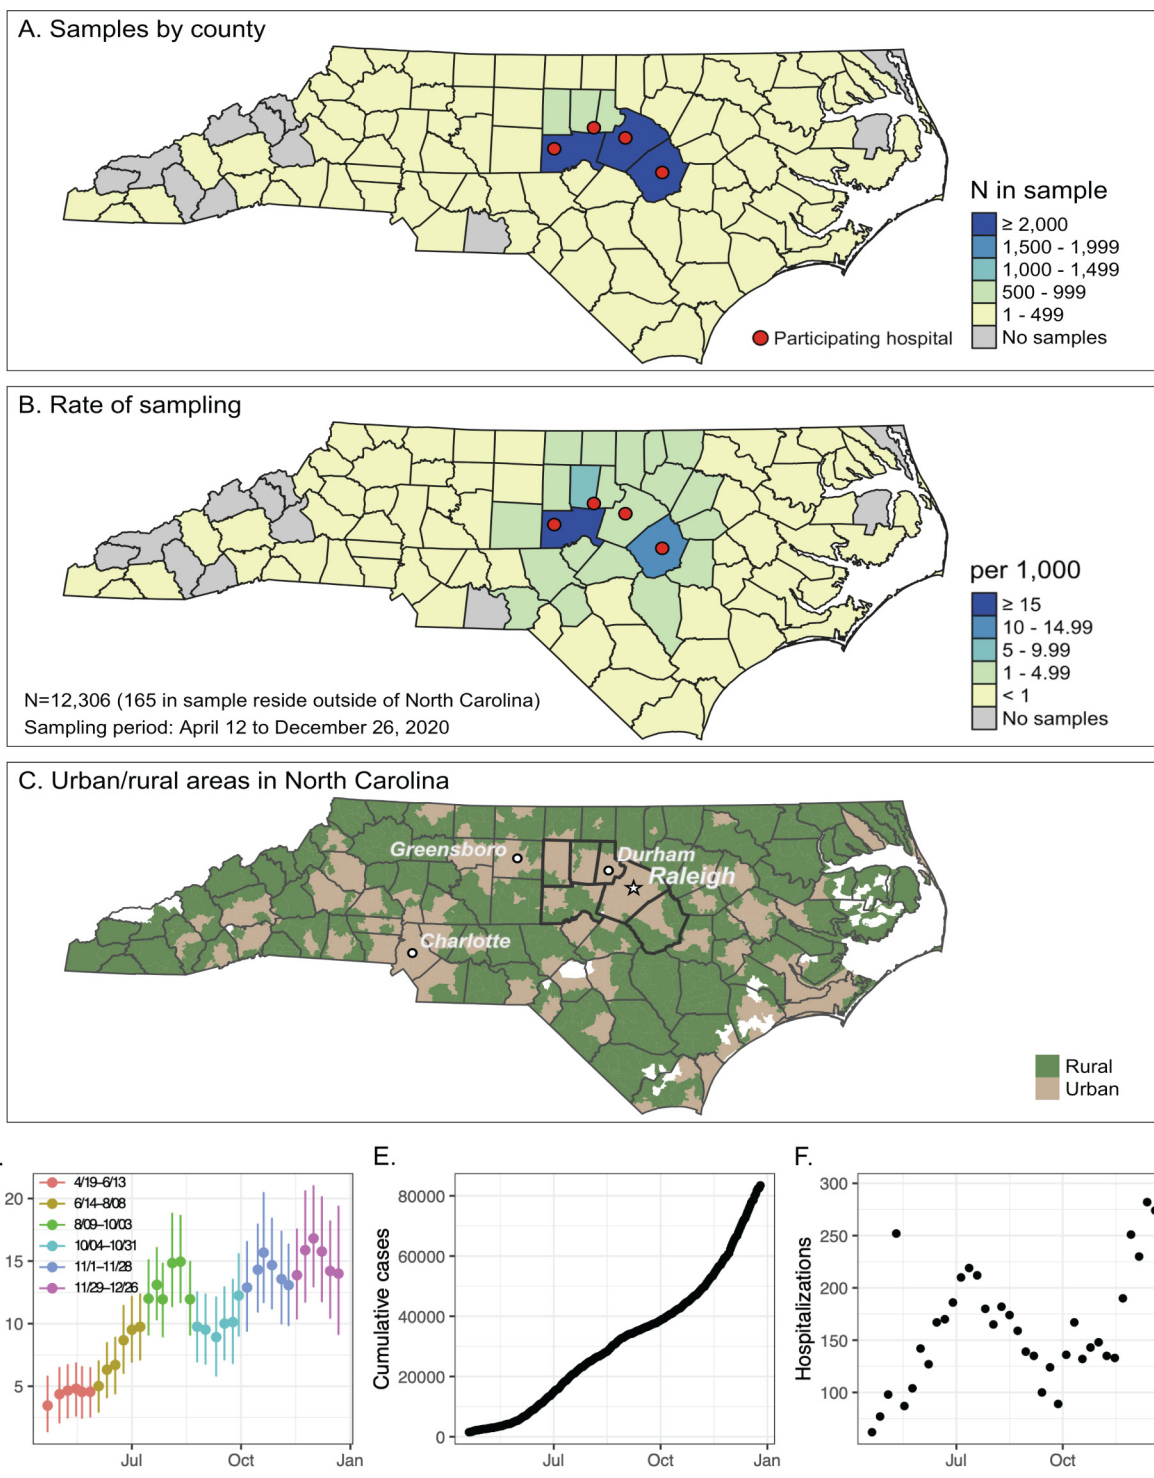 A. Samples by county
N in sample
≥ 2,000
1,500 - 1,999
1,000 - 1,499
500 - 999
1 - 499
No samples
Participating hospital
B. Rate of sampling
per 1,000
≥ 15
10 - 14.99
5 - 9.99
1 - 4.99
< 1
No samples
N=12,306 (165 in sample reside outside of North Carolina)
Sampling period: April 12 to December 26, 2020
C. Urban/rural areas in North Carolina
Greensboro
Durham
Raleigh
Charlotte
Rural
Urban
4/19–6/13
6/14–8/08
8/09–10/03
10/04–10/31
11/1–11/28
11/29–12/26
20
15
10
5
Jul
Oct
Jan
E.
Cumulative cases
80000
60000
40000
20000
0
Jul
Oct
Jan
F.
Hospitalizations
300
250
200
150
100
Jul
Oct